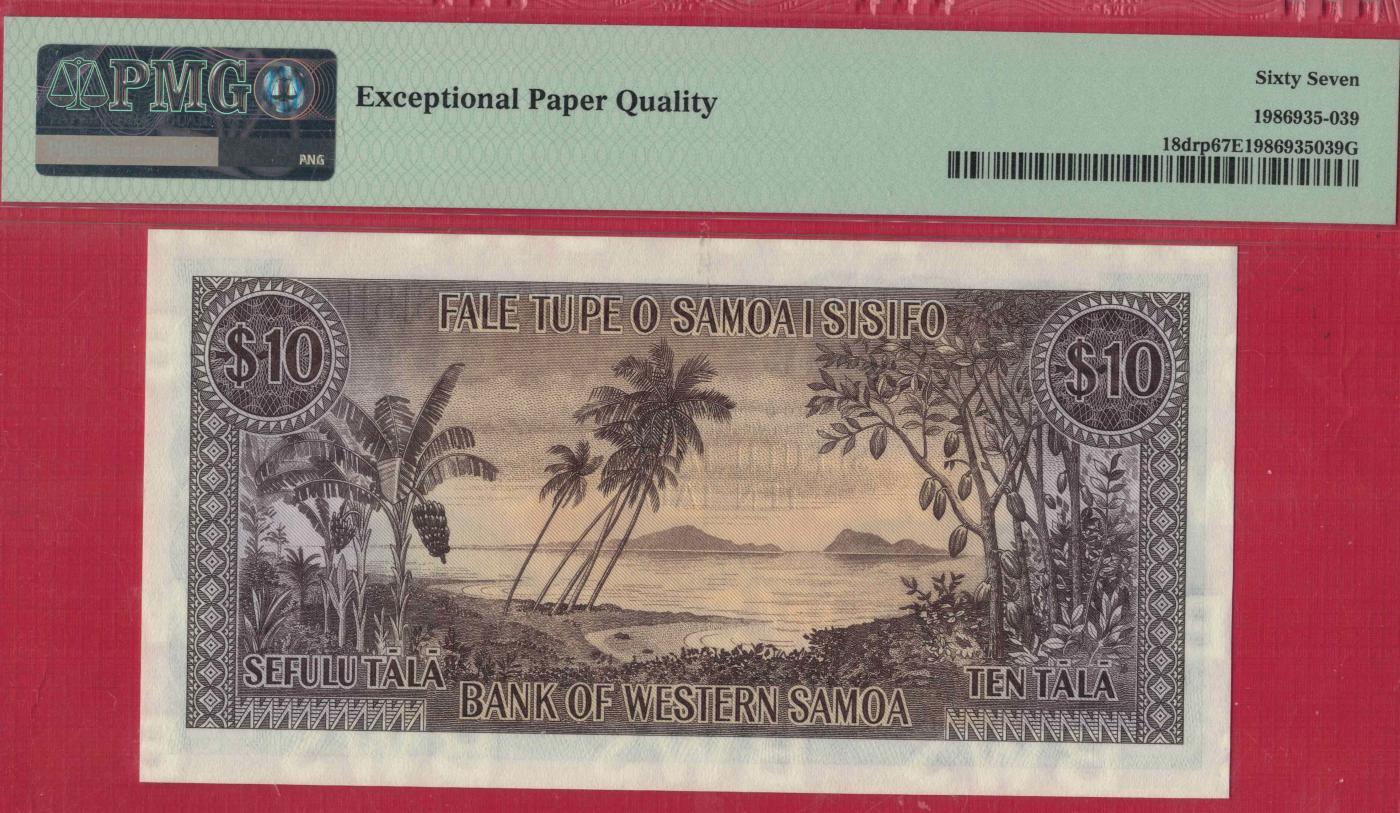 PMG
PNG
Exceptional Paper Quality
Sixty Seven
1986935-039
18drp67E1986935039G
FALE TUPE O SAMOA I SISIFO
$10
$10
SEFULU TĀLĀ
BANK OF WESTERN SAMOA
TEN TĀLĀ